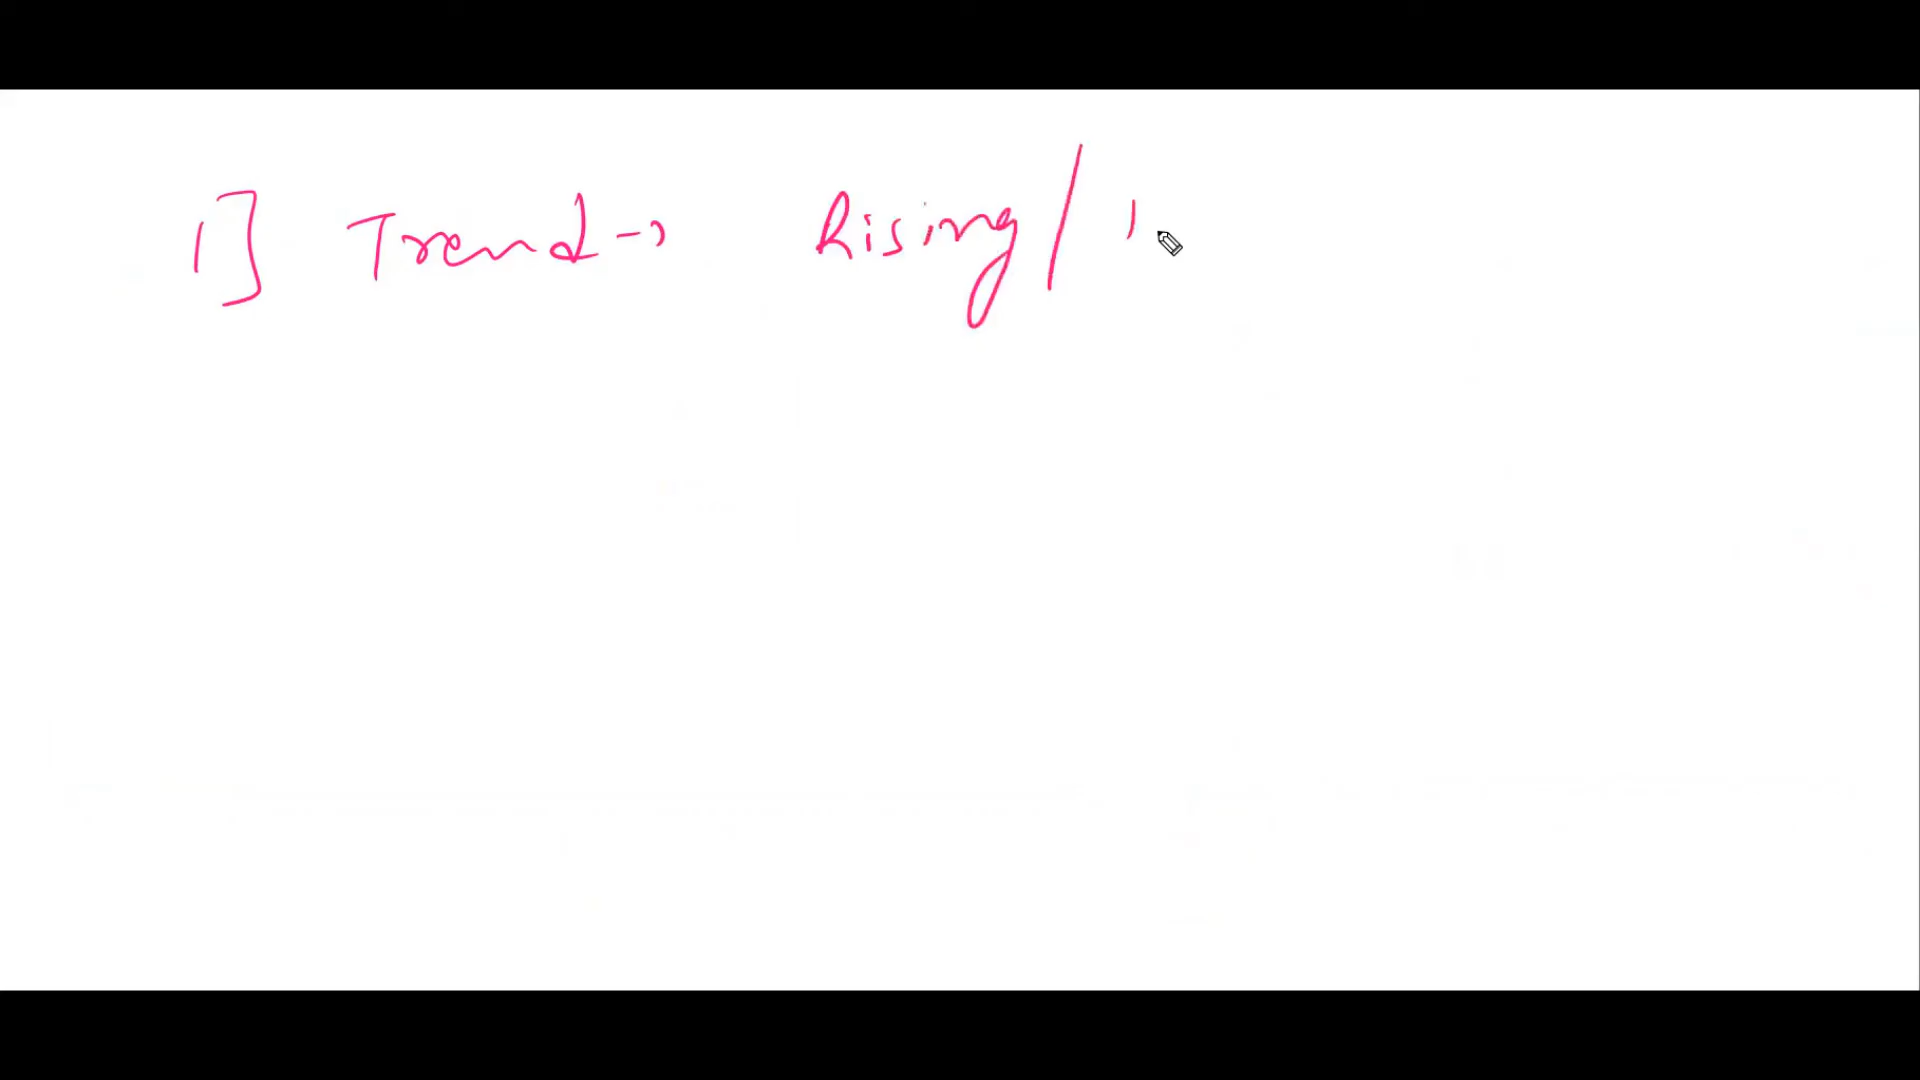 1] Trend → Rising /